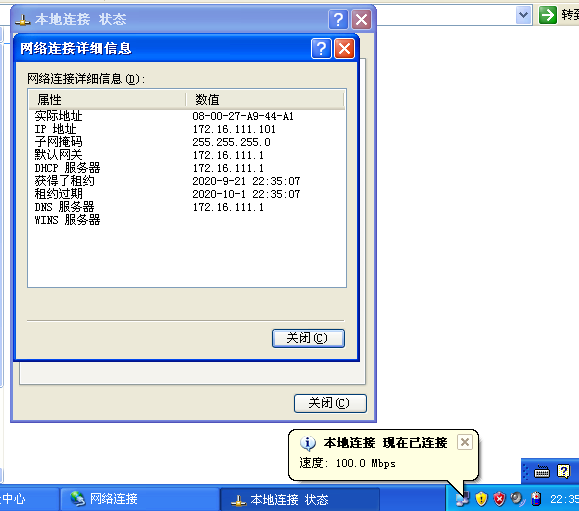 本地连接 状态
转到
网络连接详细信息
网络连接详细信息(D):
属性 数值
实际地址 08-00-27-A9-44-A1
IP 地址 172.16.111.101
子网掩码 255.255.255.0
默认网关 172.16.111.1
DHCP 服务器 172.16.111.1
获得了租约 2020-9-21 22:35:07
租约过期 2020-10-1 22:35:07
DNS 服务器 172.16.111.1
WINS 服务器
关闭(C)
关闭(C)
本地连接 现在已连接
速度: 100.0 Mbps
中心
网络连接
本地连接 状态
22:35